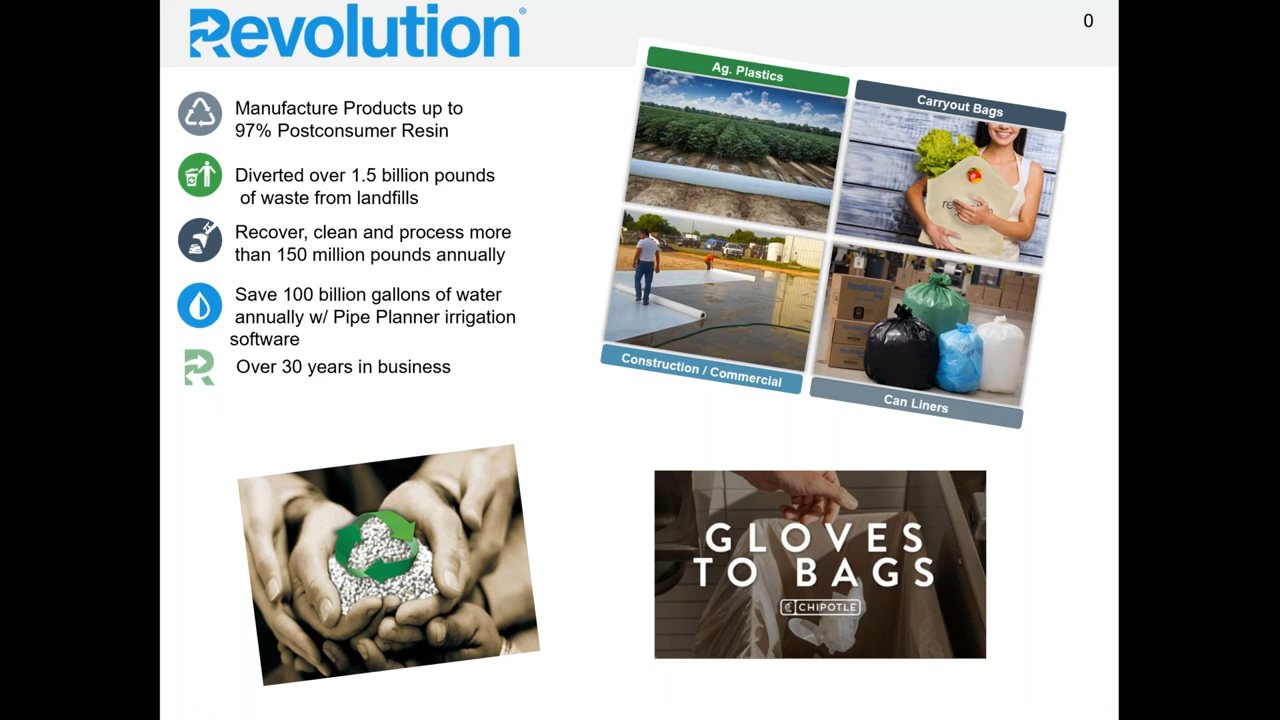 Revolution®
0
Manufacture Products up to
97% Postconsumer Resin
Diverted over 1.5 billion pounds
of waste from landfills
Recover, clean and process more
than 150 million pounds annually
Save 100 billion gallons of water
annually w/ Pipe Planner irrigation
software
Over 30 years in business
Ag. Plastics
Carryout Bags
Construction / Commercial
Revolution
Can Liners
GLOVES
TO BAGS
CHIPOTLE